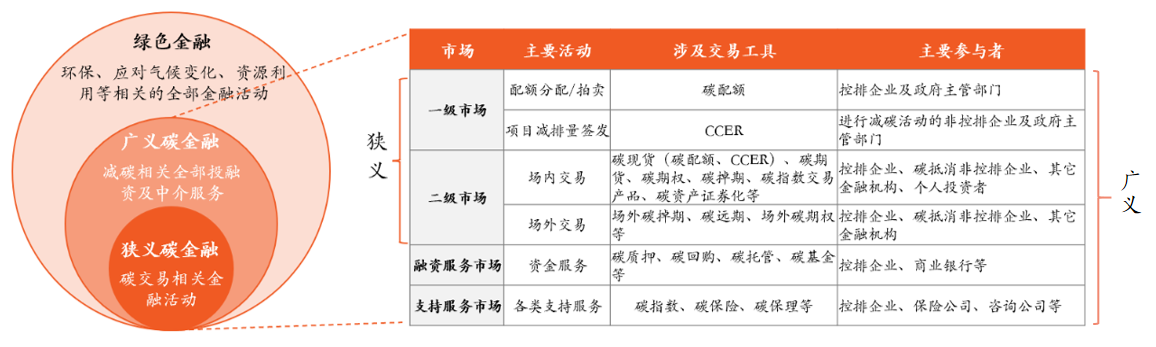 绿色金融
环保、应对气候变化、资源利
用等相关的全部金融活动
广义碳金融
减碳相关全部投融
资及中介服务
狭义碳金融
碳交易相关金
融活动
狭
义
市场 主要活动 涉及交易工具 主要参与者
一级市场
配额分配/拍卖 碳配额 控排企业及政府主管部门
项目减排量签发 CCER
进行减碳活动的非控排企业及政府主
管部门
二级市场
场内交易
碳现货（碳配额、CCER）、碳期
货、碳期权、碳掉期、碳指数交易
产品、碳资产证券化等
控排企业、碳抵消非控排企业、其它
金融机构、个人投资者
场外交易
场外碳掉期、碳远期、场外碳期权
等
控排企业、碳抵消非控排企业、其它
金融机构
融资服务市场 资金服务
碳质押、碳回购、碳托管、碳基金
等
控排企业、商业银行等
支持服务市场 各类支持服务 碳指数、碳保险、碳保理等 控排企业、保险公司、咨询公司等
广
义